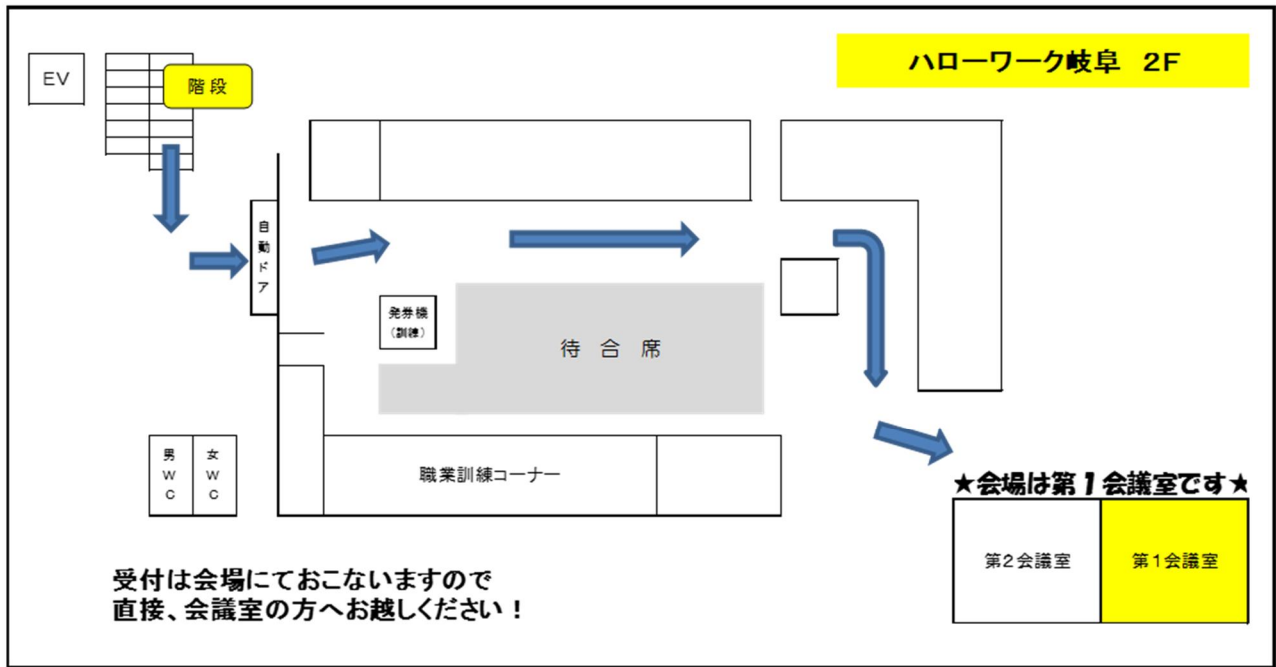 ハローワーク岐阜 2F
EV
階段
自動ドア
発券機
(訓練)
待合席
男WC
女WC
職業訓練コーナー
★会場は第1会議室です★
第2会議室
第1会議室
受付は会場にておこないますので
直接、会議室の方へお越しください！